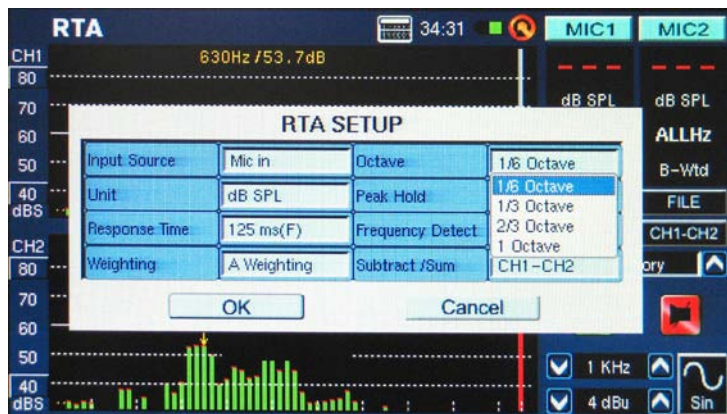 RTA 34:31 MIC1 MIC2
CH1 630Hz/53.7dB
80
70 dB SPL dB SPL
60 ALLHz
50 B-Wtd
40 FILE
dBS CH1-CH2
RTA SETUP
Input Source Mic in Octave 1/6 Octave
Unit dB SPL Peak Hold
Response Time 125 ms(F) Frequency Detect
Weighting A Weighting Subtract /Sum CH1-CH2
1/6 Octave
1/3 Octave
2/3 Octave
1 Octave
OK Cancel
CH2
80 ory
70
60
50 1 KHz
40 4 dBu Sin
dBS